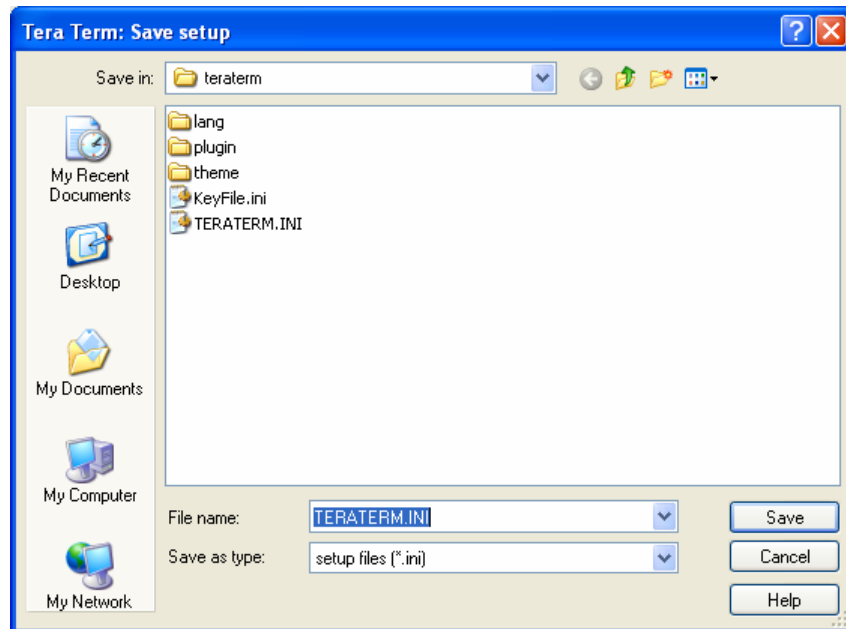 Tera Term: Save setup
Save in:
teraterm
lang
plugin
theme
KeyFile.ini
TERATERM.INI
My Recent
Documents
Desktop
My Documents
My Computer
My Network
File name:
TERATERM.INI
Save
Save as type:
setup files (*.ini)
Cancel
Help